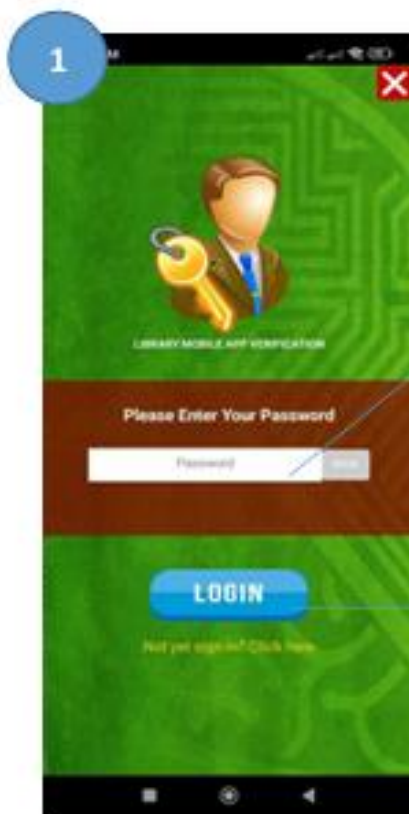 1
M
LIBRARY MOBILE APP VERIFICATION
Please Enter Your Password
Password
LOGIN
Not yet sign in? Click here